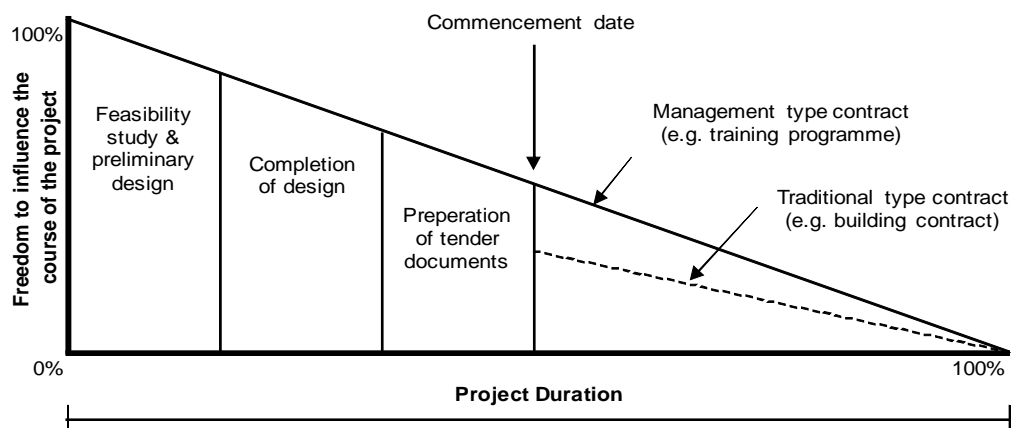 Commencement date
100%
Freedom to influence the
course of the project
Feasibility
study &
preliminary
design
Completion
of design
Preperation
of tender
documents
Management type contract
(e.g. training programme)
Traditional type contract
(e.g. building contract)
0%
100%
Project Duration